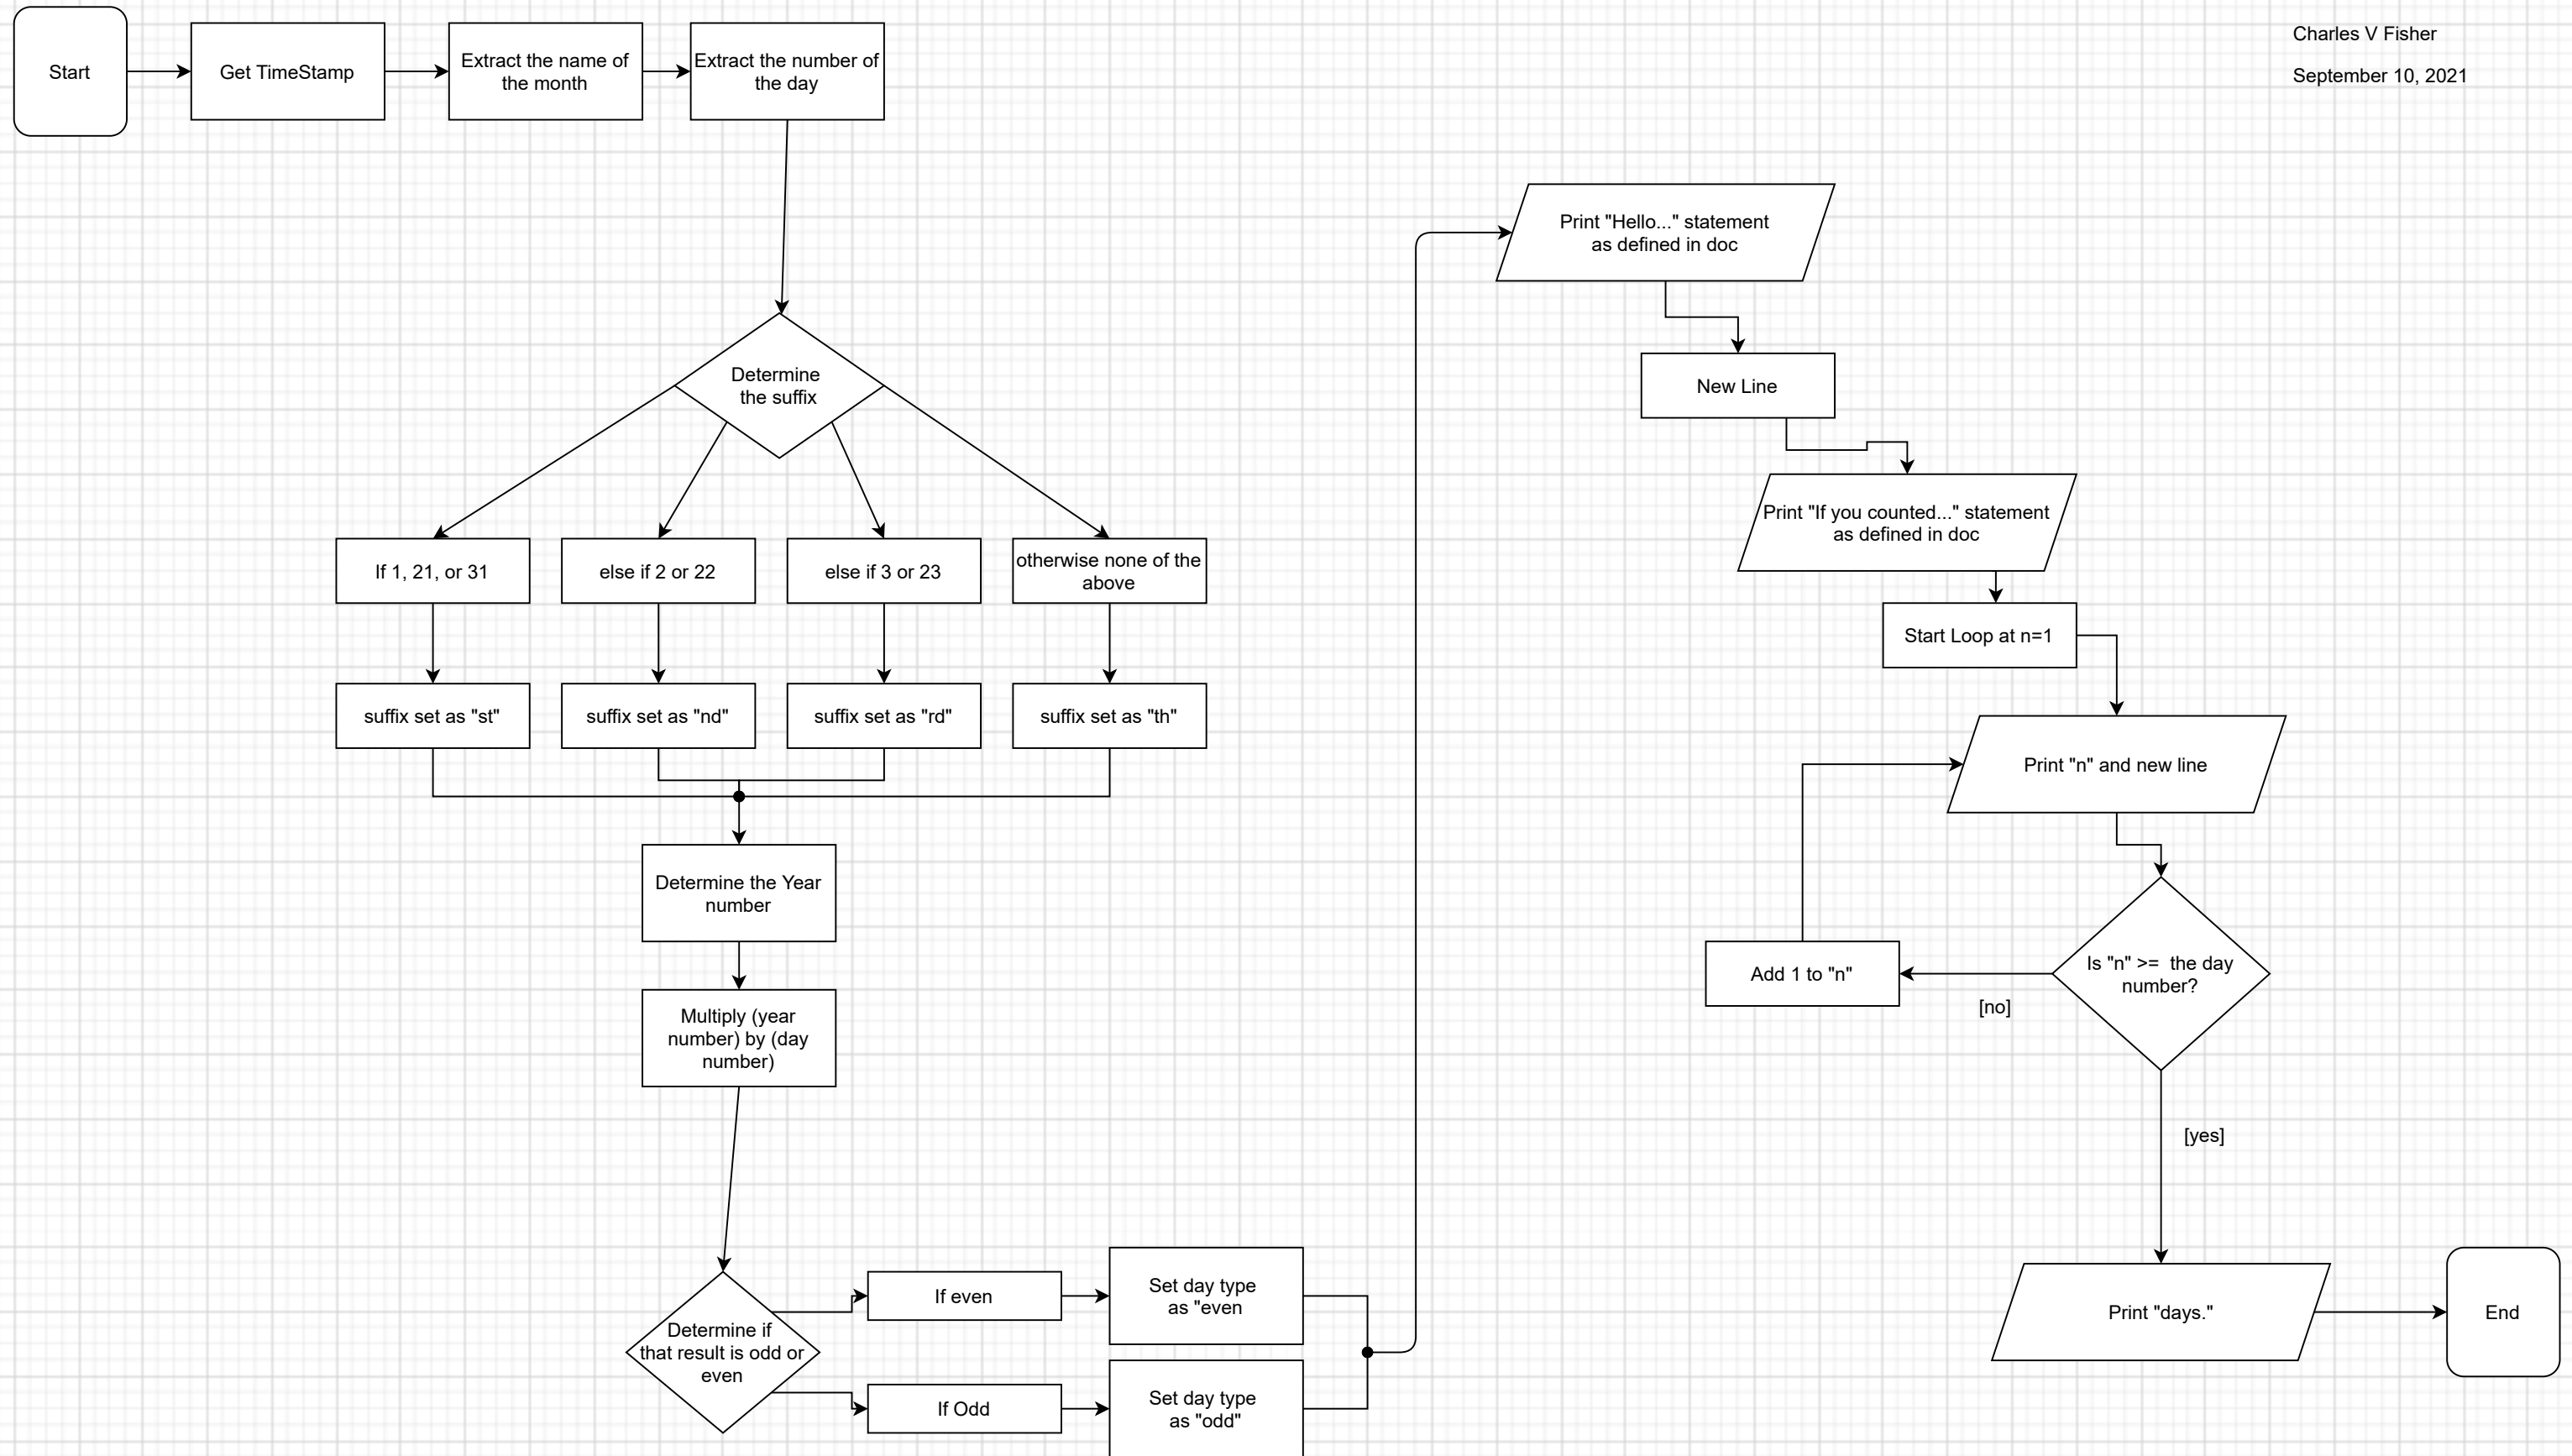 Start
Get TimeStamp
Extract the name of
the month
Extract the number of
the day
Charles V Fisher
September 10, 2021
Determine
the suffix
If 1, 21, or 31
else if 2 or 22
else if 3 or 23
otherwise none of the
above
suffix set as "st"
suffix set as "nd"
suffix set as "rd"
suffix set as "th"
Determine the Year
number
Multiply (year
number) by (day
number)
Determine if
that result is odd or
even
If even
Set day type
as "even
If Odd
Set day type
as "odd"
Print "Hello..." statement
as defined in doc
New Line
Print "If you counted..." statement
as defined in doc
Start Loop at n=1
Print "n" and new line
Is "n" >=  the day
number?
[no]
Add 1 to "n"
[yes]
Print "days."
End